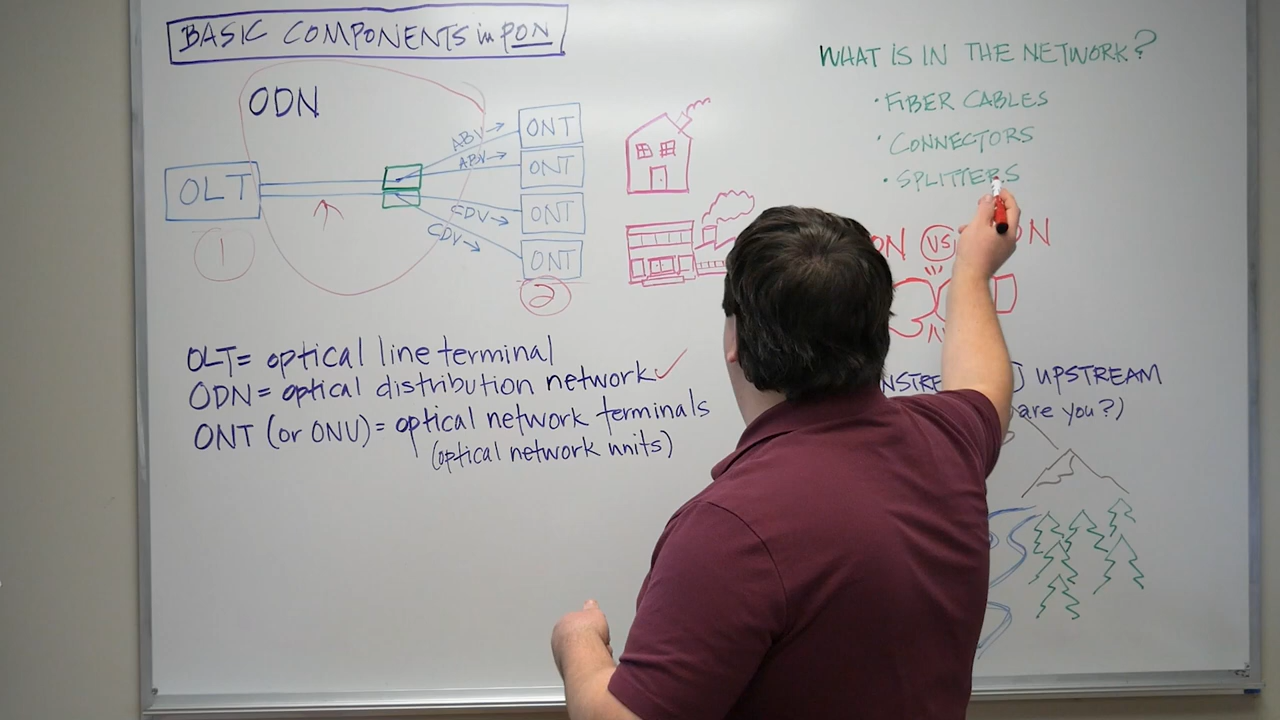 BASIC COMPONENTS in PON
ODN
OLT
1
ABV
ABV
CDV
CDV
ONT
ONT
ONT
ONT
2
OLT= optical line terminal
ODN= optical distribution network
ONT (or ONU)= optical network terminals
(optical network units)
WHAT IS IN THE NETWORK?
• FIBER CABLES
• CONNECTORS
• SPLITTERS
ON VS N
UPSTREAM
are you?)